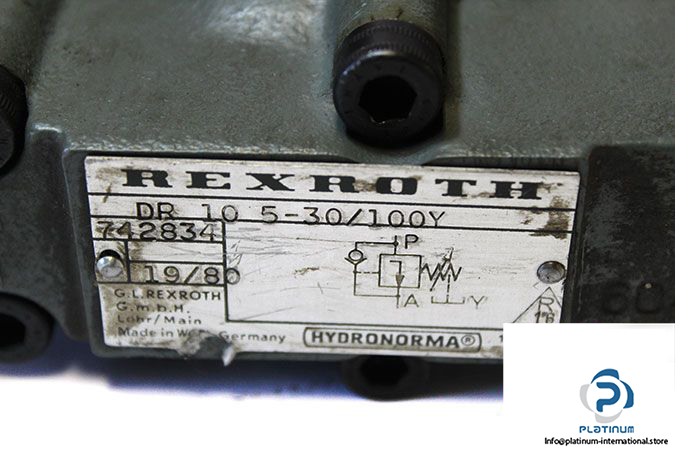 REXROTH
DR 10 5-30/100Y
742834
19/80
G.L.REXROTH
G.m.b.H.
Lohr/Main
Made in W. Germany
P
A
Y
HYDRONORMA®
R
16
PLATINUM
Info@platinum-international.store